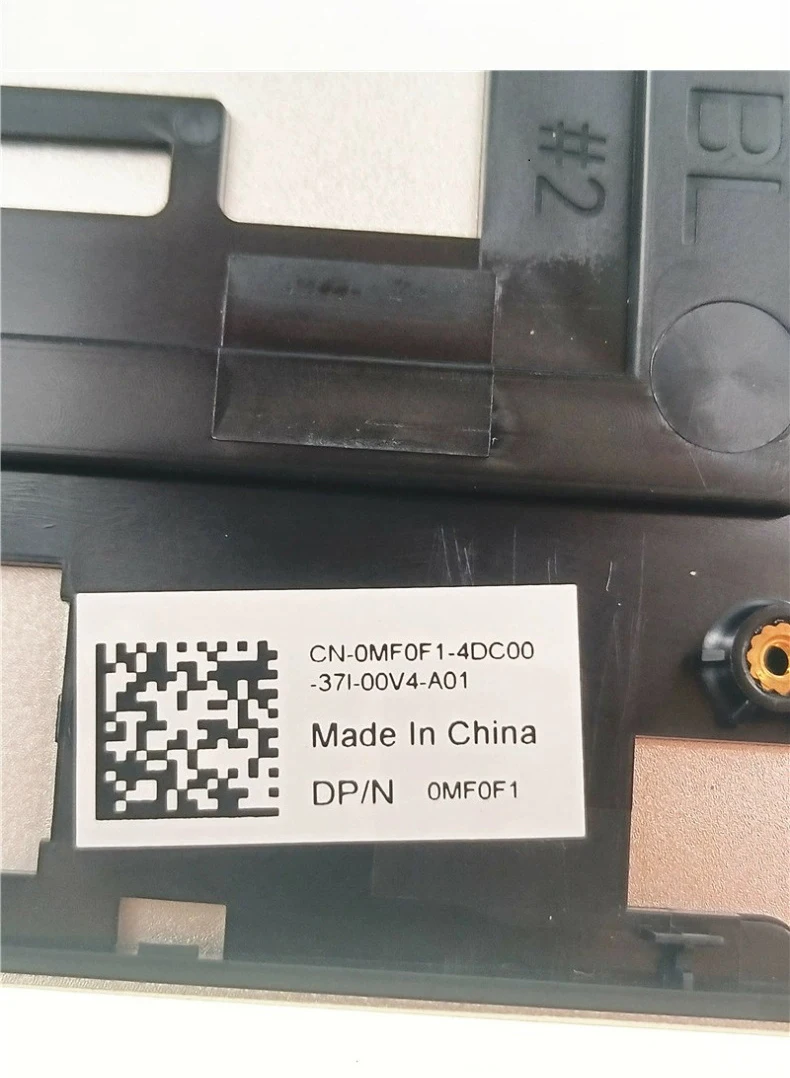 #2
BL
CN-0MF0F1-4DC00
-37I-00V4-A01
Made In China
DP/N 0MF0F1